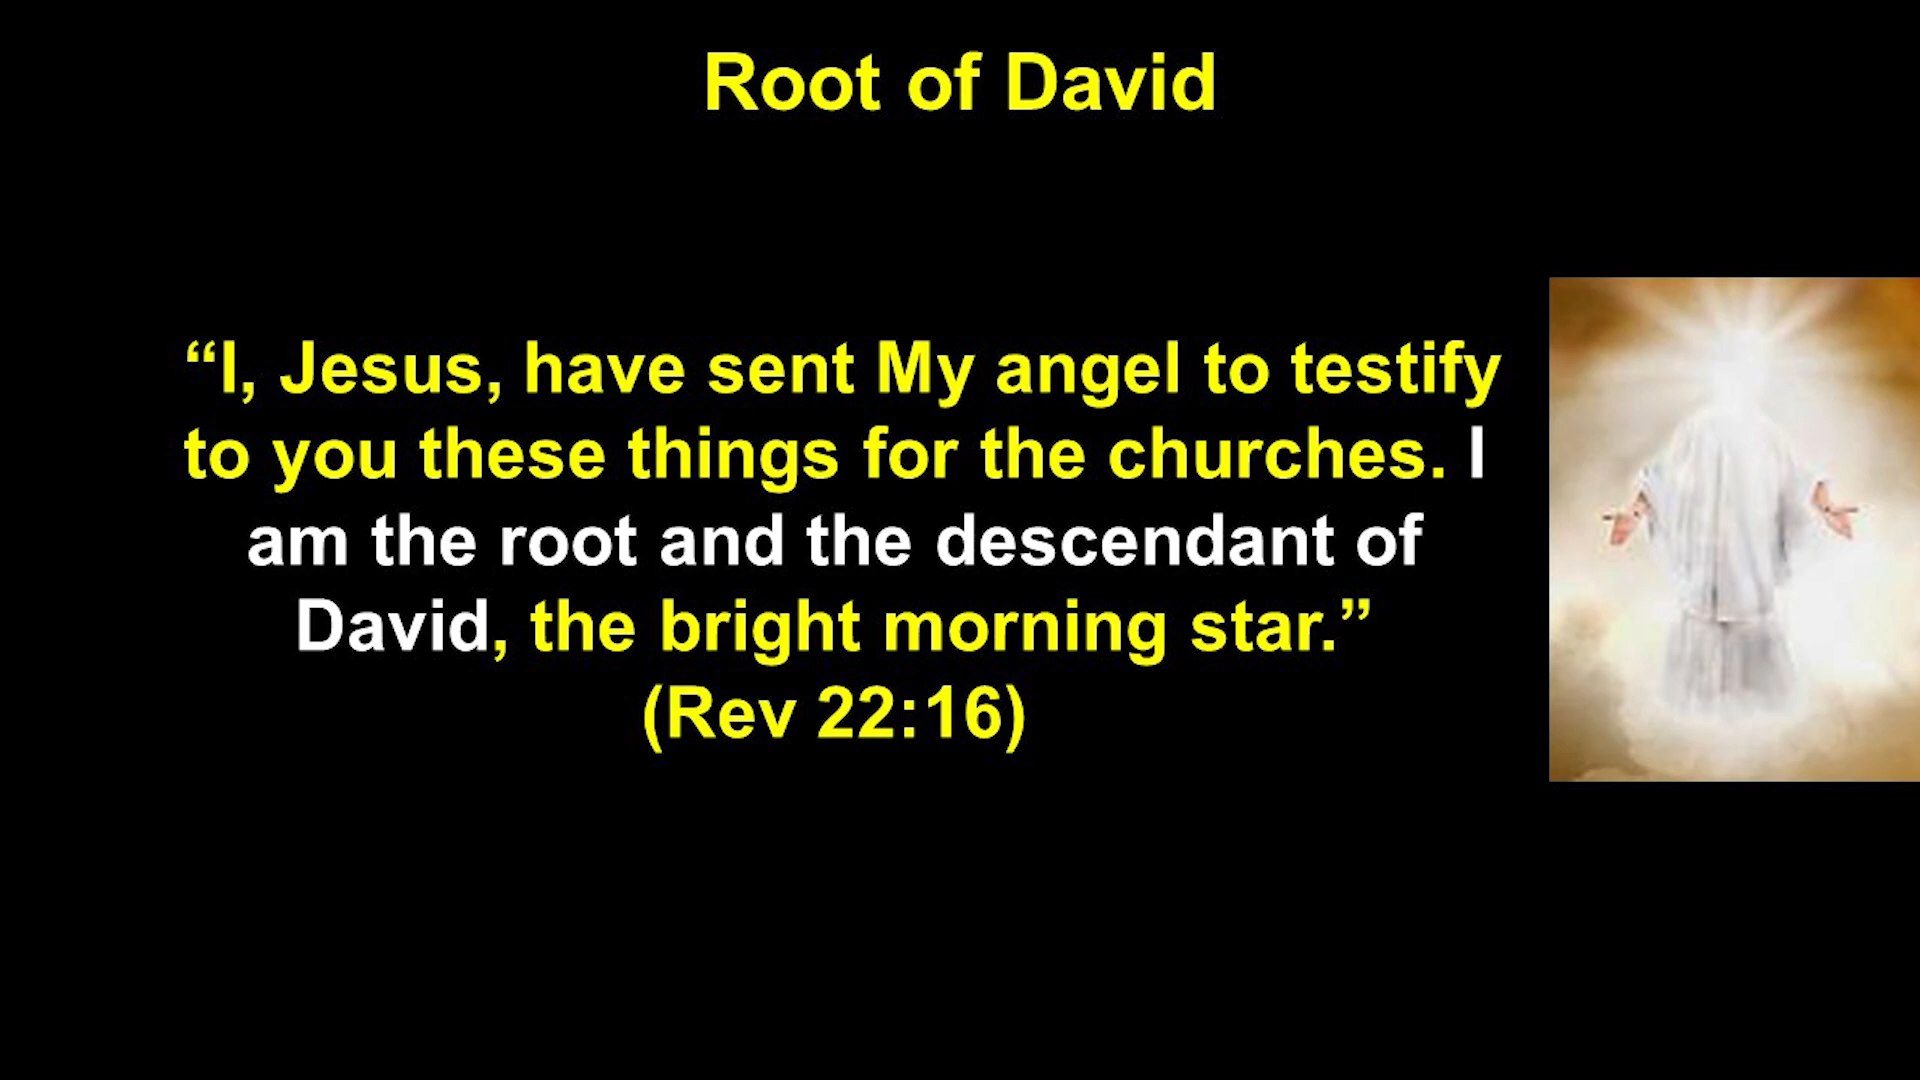 Root of David
“I, Jesus, have sent My angel to testify
to you these things for the churches. I
am the root and the descendant of
David, the bright morning star.”
(Rev 22:16)